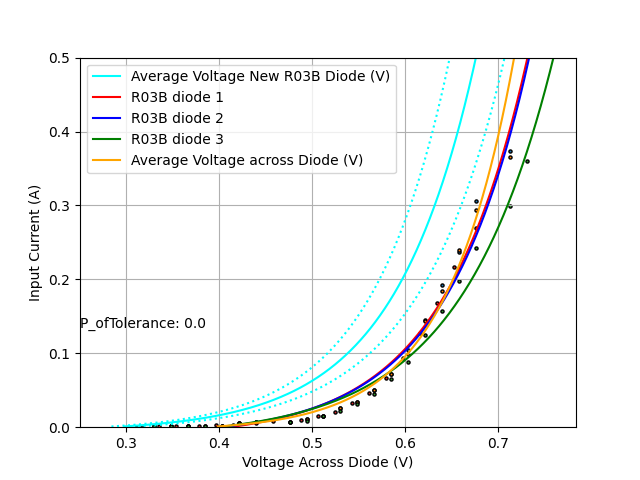 0.5
0.4
0.3
0.2
0.1
0.0
Input Current (A)
Average Voltage New R03B Diode (V)
R03B diode 1
R03B diode 2
R03B diode 3
Average Voltage across Diode (V)
P_ofTolerance: 0.0
0.3 0.4 0.5 0.6 0.7
Voltage Across Diode (V)